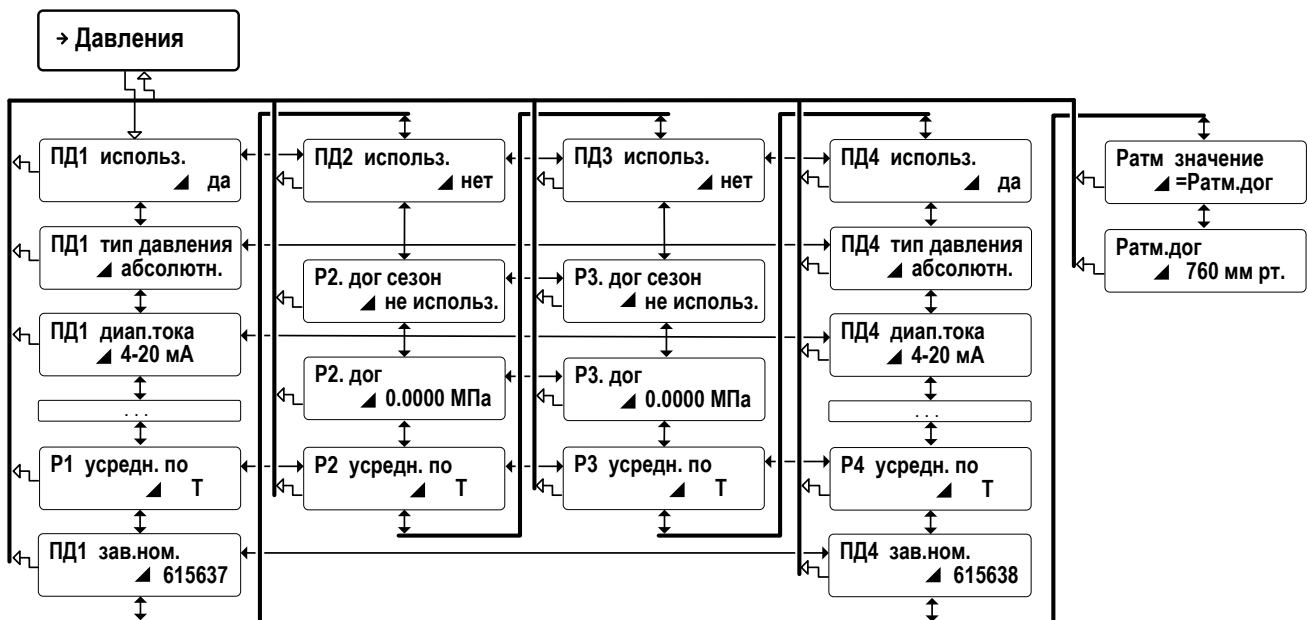 → Давления
ПД1 использ.
да
ПД1 тип давления
абсолютн.
ПД1 диап.тока
4-20 мА
. . .
Р1 усредн. по
Т
ПД1 зав.ном.
615637
ПД2 использ.
нет
Р2. дог сезон
не использ.
Р2. дог
0.0000 МПа
Р2 усредн. по
Т
ПД3 использ.
нет
Р3. дог сезон
не использ.
Р3. дог
0.0000 МПа
Р3 усредн. по
Т
ПД4 использ.
да
ПД4 тип давления
абсолютн.
ПД4 диап.тока
4-20 мА
. . .
Р4 усредн. по
Т
ПД4 зав.ном.
615638
Ратм значение
=Ратм.дог
Ратм.дог
760 мм рт.